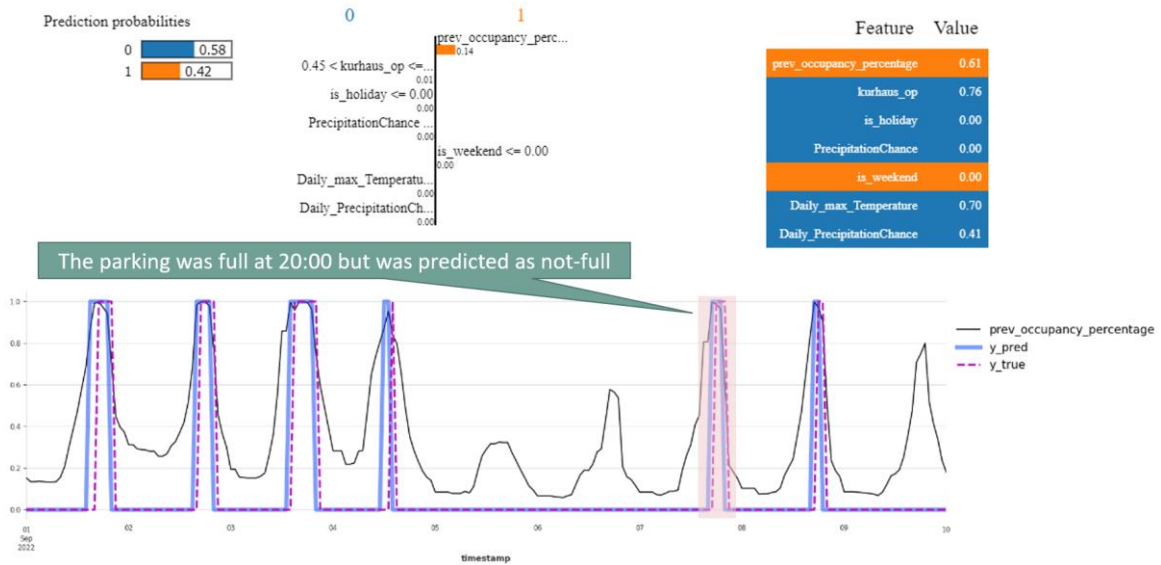 Prediction probabilities
0 0.58
1 0.42
0 1
prev_occupancy_perc...
0.14
0.45 < kurhaus_op <=...
0.01
is_holiday <= 0.00
0.00
PrecipitationChance ...
0.00
is_weekend <= 0.00
0.00
Daily_max_Temperatu...
0.00
Daily_PrecipitationCh...
0.00
Feature Value
prev_occupancy_percentage 0.61
kurhaus_op 0.76
is_holiday 0.00
PrecipitationChance 0.00
is_weekend 0.00
Daily_max_Temperature 0.70
Daily_PrecipitationChance 0.41
The parking was full at 20:00 but was predicted as not-full
1.0
0.8
0.6
0.4
0.2
0.0
01 02 03 04 05 06 07 08 09 10
Sep
2022
timestamp
prev_occupancy_percentage
y_pred
y_true